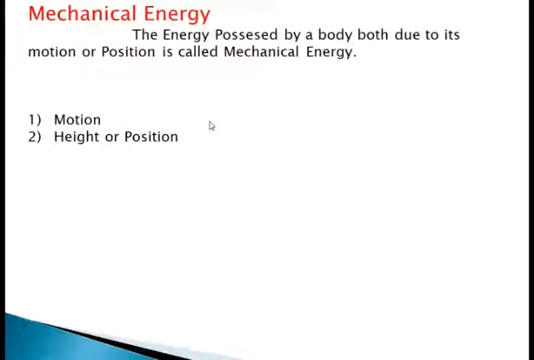 Mechanical Energy
The Energy Possesed by a body both due to its
motion or Position is called Mechanical Energy.
1) Motion
2) Height or Position